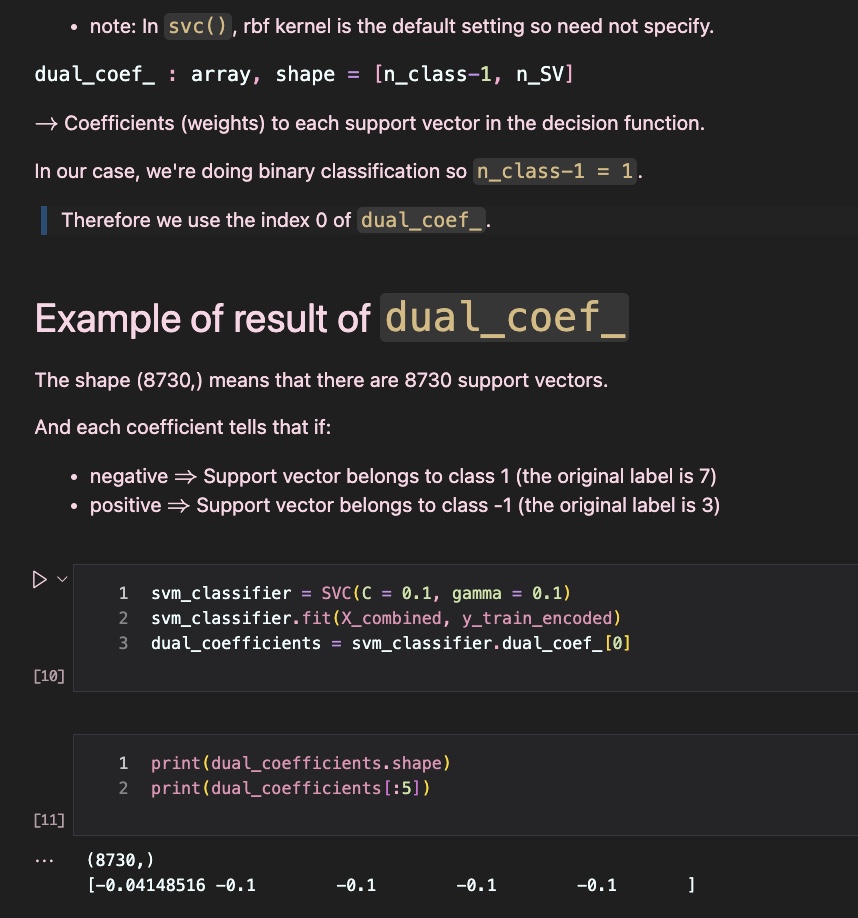 • note: In svc(), rbf kernel is the default setting so need not specify.
dual_coef_ : array, shape = [n_class-1, n_SV]
→ Coefficients (weights) to each support vector in the decision function.
In our case, we're doing binary classification so n_class-1 = 1.
Therefore we use the index 0 of dual_coef_.
Example of result of dual_coef_
The shape (8730,) means that there are 8730 support vectors.
And each coefficient tells that if:
• negative ⇒ Support vector belongs to class 1 (the original label is 7)
• positive ⇒ Support vector belongs to class -1 (the original label is 3)
1 svm_classifier = SVC(C = 0.1, gamma = 0.1)
2 svm_classifier.fit(X_combined, y_train_encoded)
3 dual_coefficients = svm_classifier.dual_coef_[0]
[10]
1 print(dual_coefficients.shape)
2 print(dual_coefficients[:5])
[11]
... (8730,)
[-0.04148516 -0.1 -0.1 -0.1 -0.1 ]